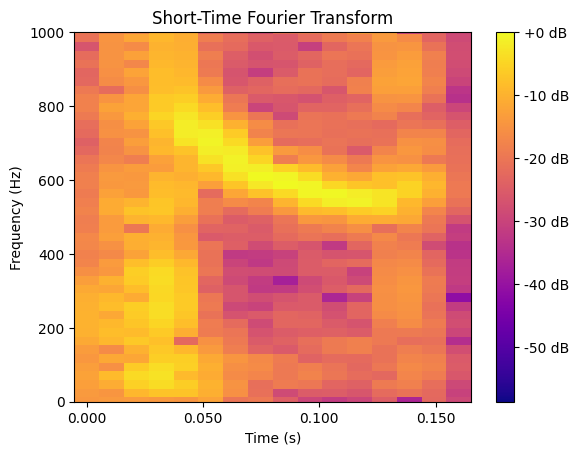 Short-Time Fourier Transform
1000
800
600
400
200
0
Frequency (Hz)
0.000
0.050
0.100
0.150
Time (s)
+0 dB
-10 dB
-20 dB
-30 dB
-40 dB
-50 dB